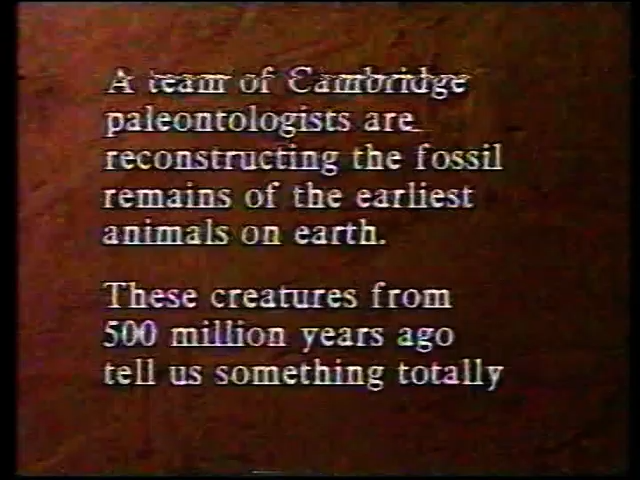 A team of Cambridge
paleontologists are
reconstructing the fossil
remains of the earliest
animals on earth.
These creatures from
500 million years ago
tell us something totally